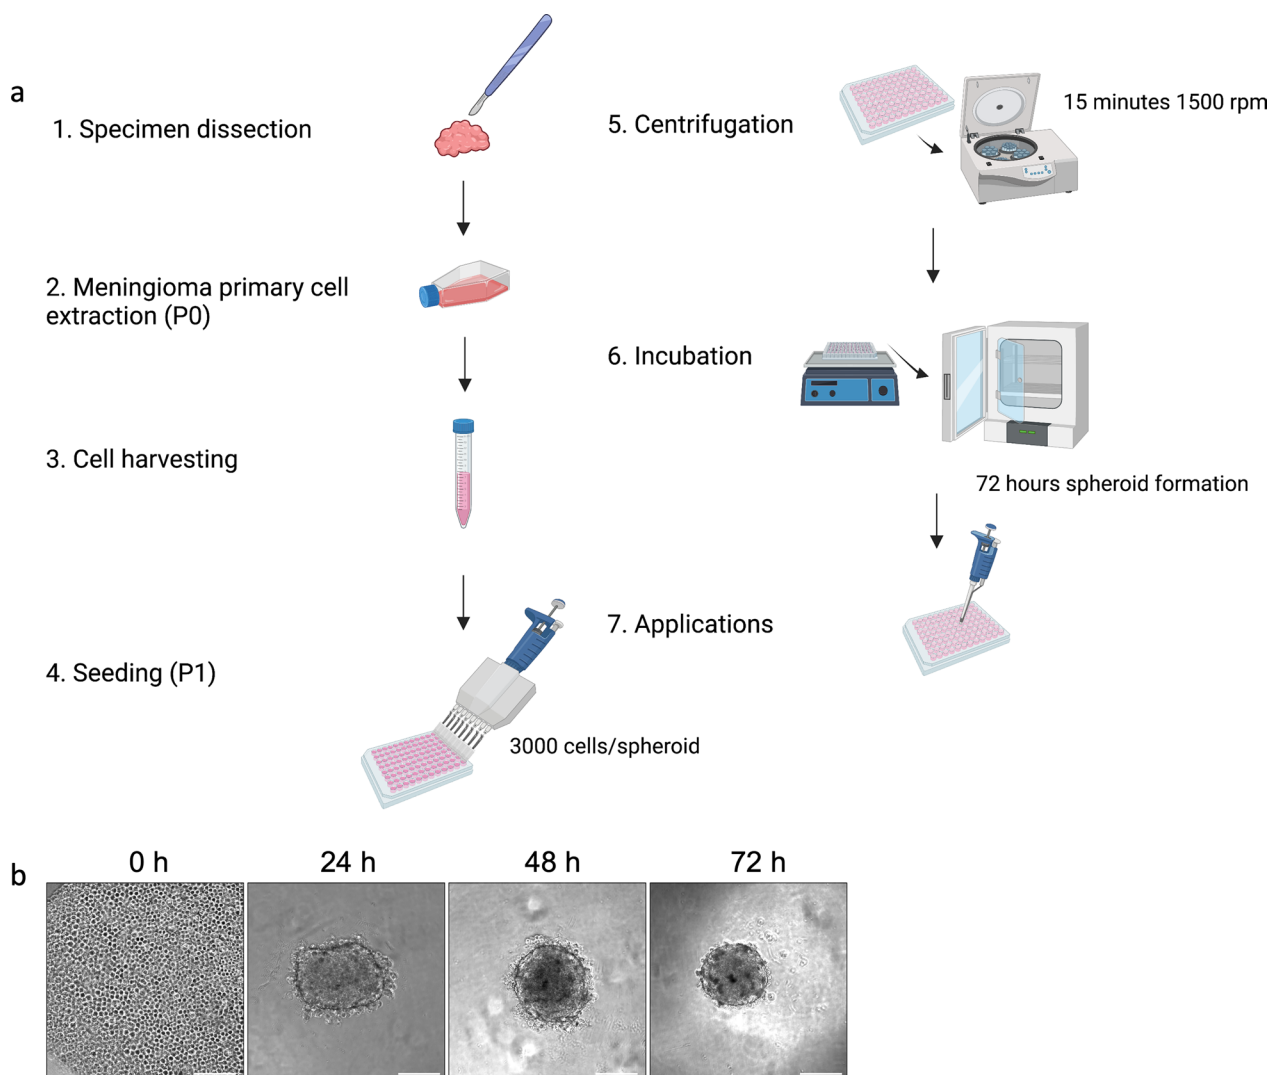 a
1. Specimen dissection
2. Meningioma primary cell
extraction (P0)
3. Cell harvesting
4. Seeding (P1)
3000 cells/spheroid
5. Centrifugation
15 minutes 1500 rpm
6. Incubation
72 hours spheroid formation
7. Applications
b
0 h
24 h
48 h
72 h